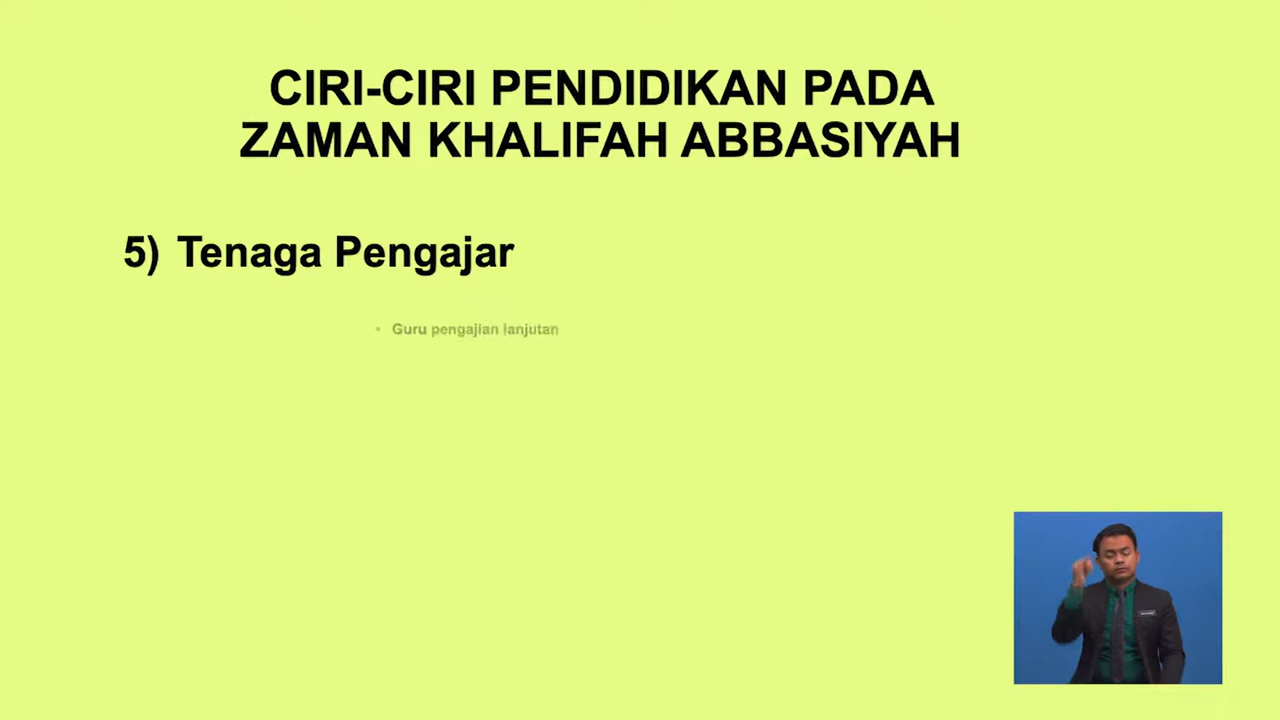 CIRI-CIRI PENDIDIKAN PADA
ZAMAN KHALIFAH ABBASIYAH
5) Tenaga Pengajar
• Guru pengajian lanjutan